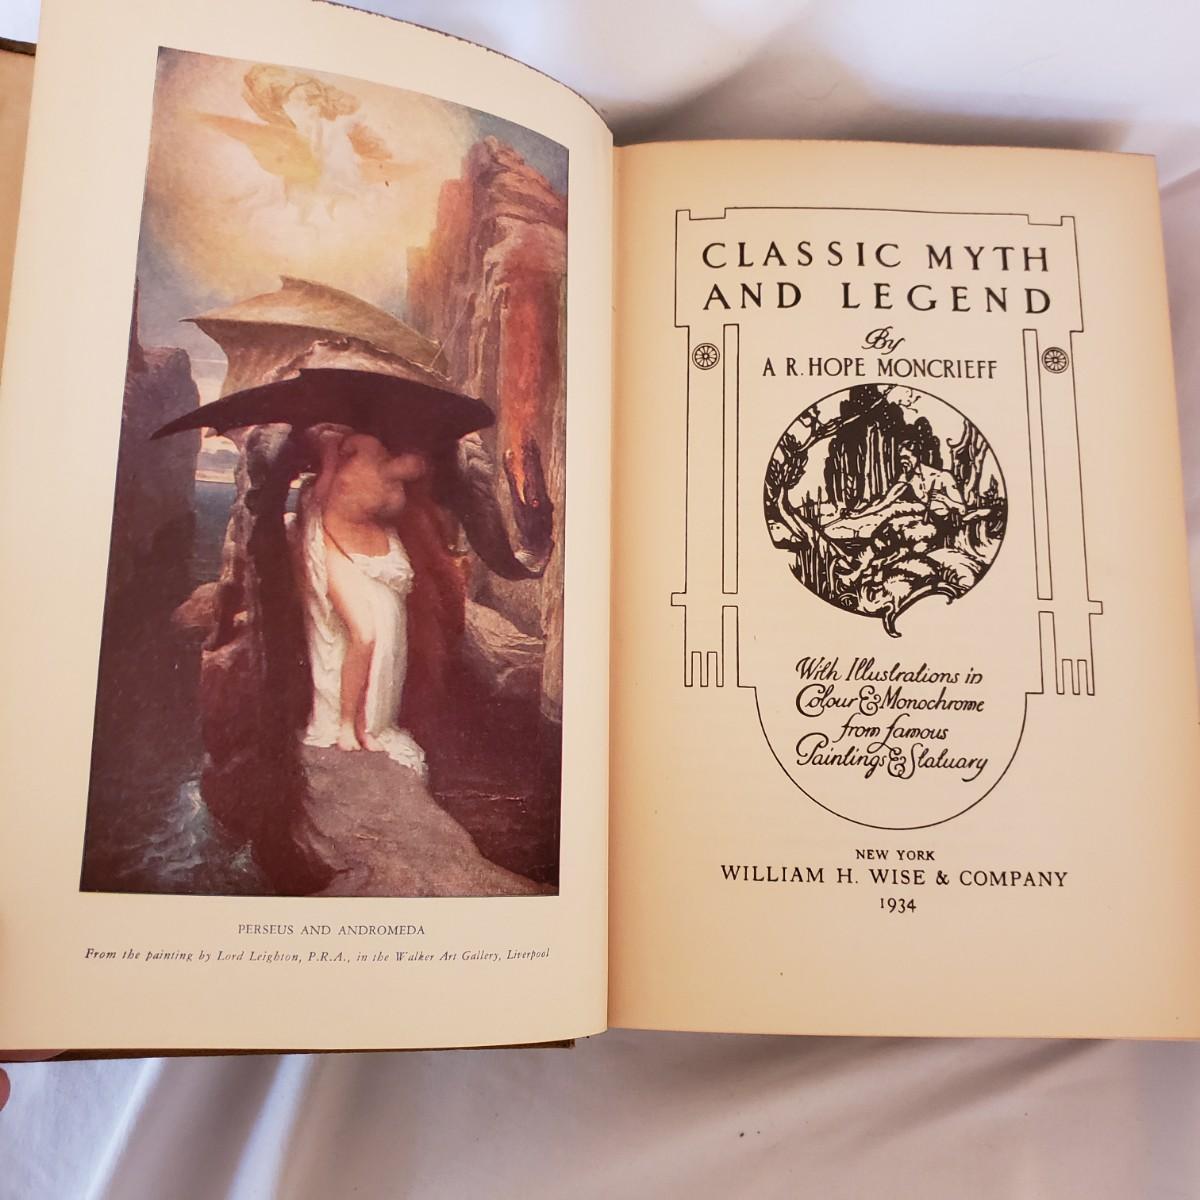 PERSEUS AND ANDROMEDA
From the painting by Lord Leighton, P.R.A., in the Walker Art Gallery, Liverpool
CLASSIC MYTH
AND LEGEND
By
A R. HOPE MONCRIEFF
With Illustrations in
Colour & Monochrome
from famous
Paintings & Statuary
NEW YORK
WILLIAM H. WISE & COMPANY
1934